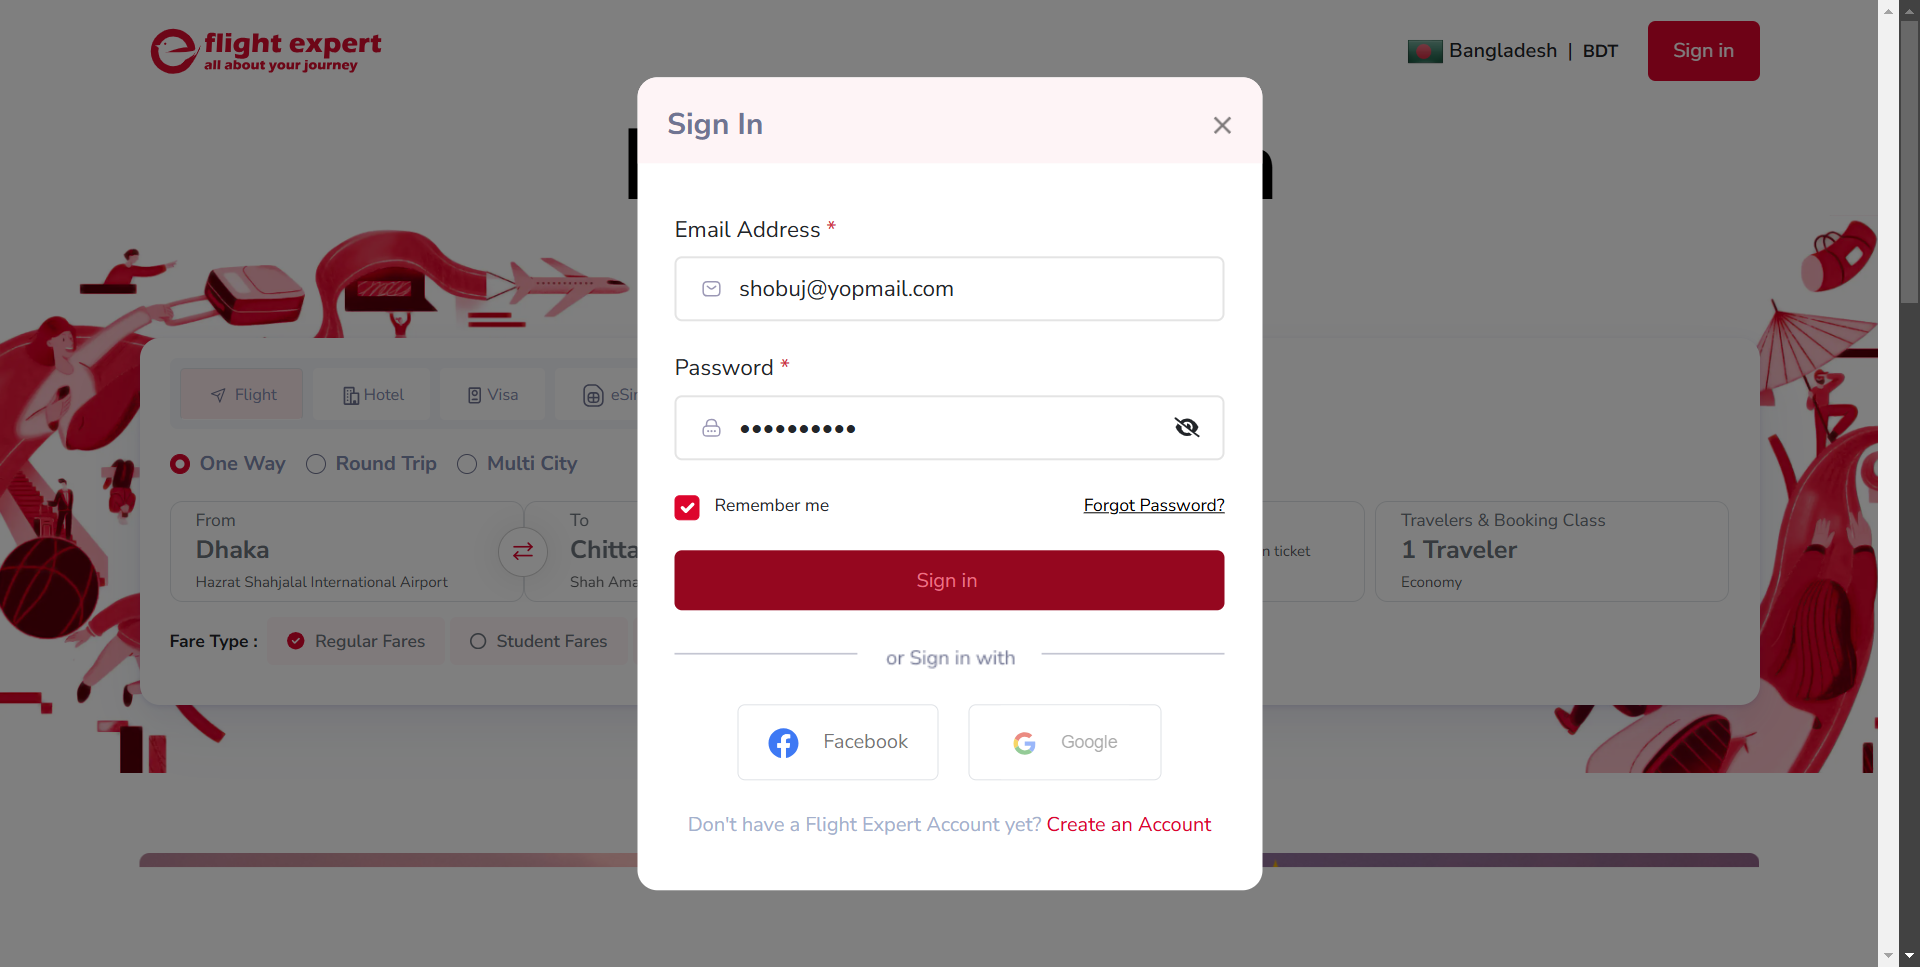 flight expert
all about your journey
Bangladesh | BDT
Sign in
Sign In
Email Address *
shobuj@yopmail.com
Password *
Remember me
Forgot Password?
Sign in
or Sign in with
Facebook
Google
Don't have a Flight Expert Account yet? Create an Account
Flight
Hotel
Visa
One Way
Round Trip
Multi City
From
Dhaka
Hazrat Shahjalal International Airport
To
Shah
n ticket
Travelers & Booking Class
1 Traveler
Economy
Fare Type :
Regular Fares
Student Fares